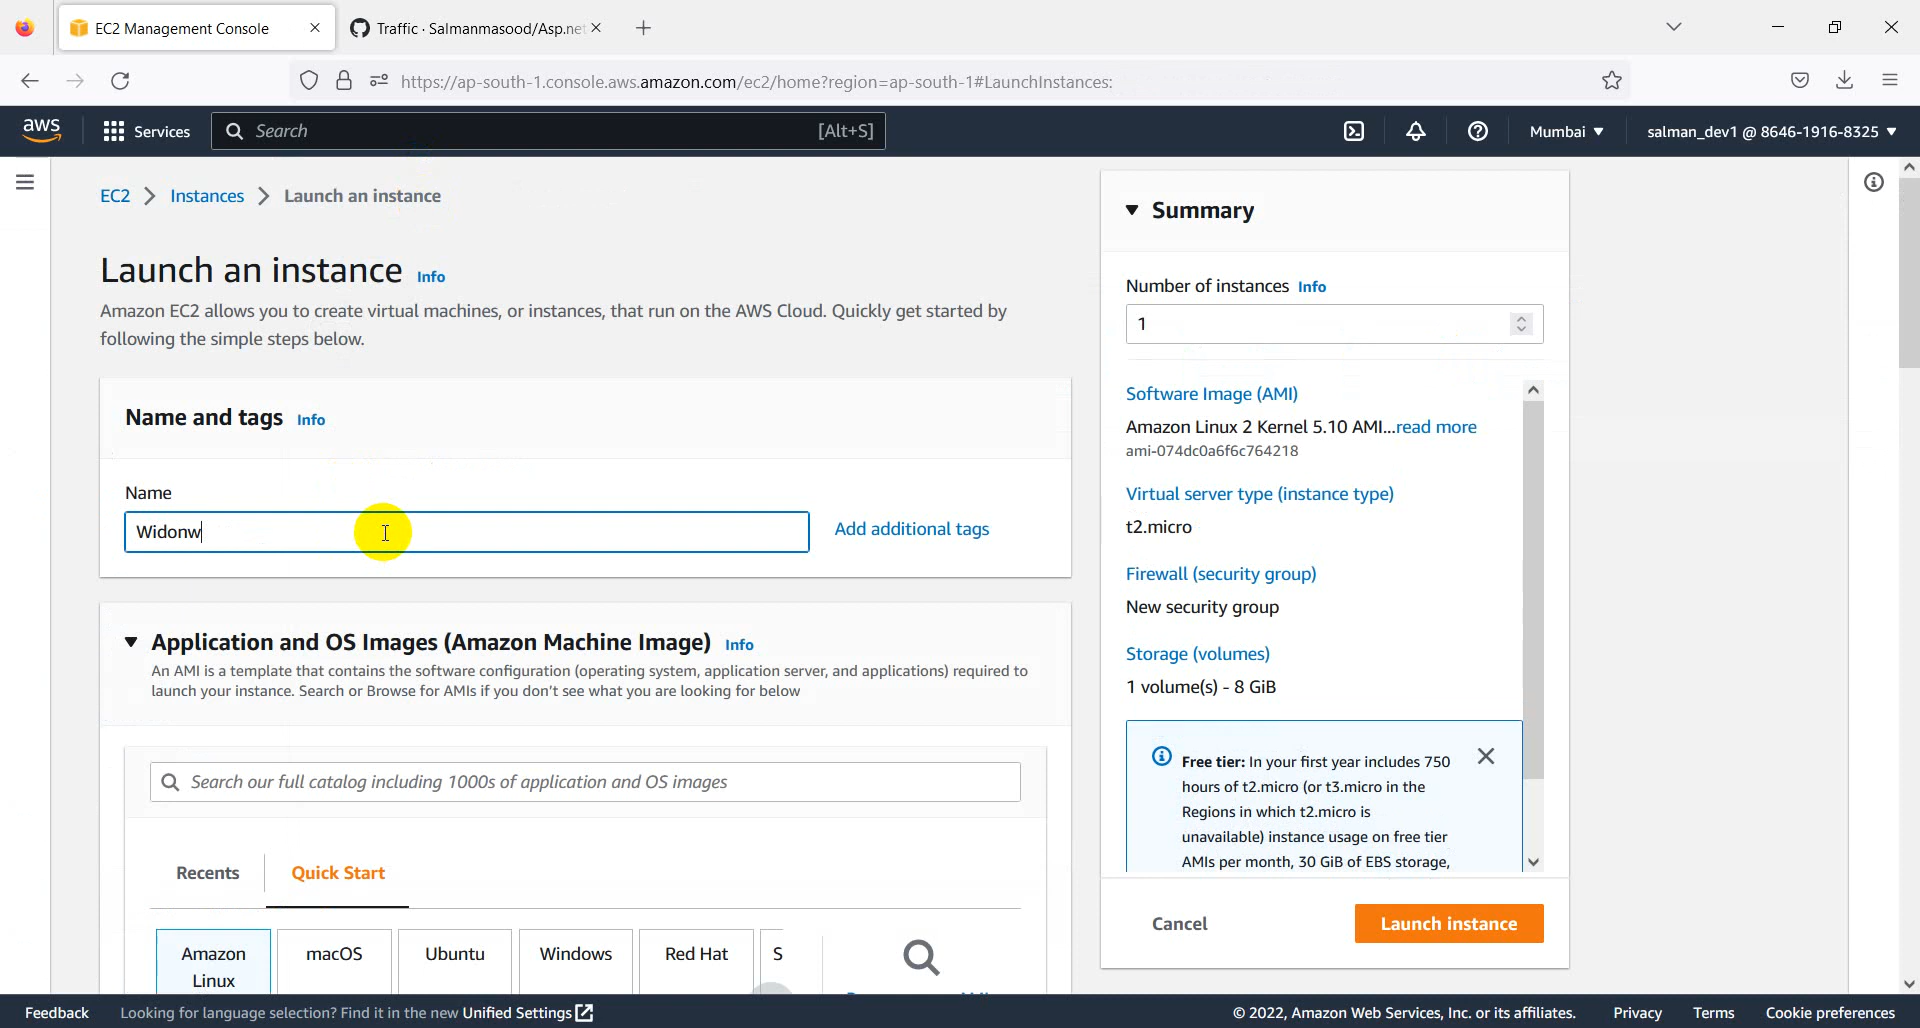 EC2 Management Console
Traffic · Salmanmasood/Asp.net
https://ap-south-1.console.aws.amazon.com/ec2/home?region=ap-south-1#LaunchInstances:
aws
Services
Search
[Alt+S]
Mumbai
salman_dev1 @ 8646-1916-8325
EC2
Instances
Launch an instance
Launch an instance Info
Amazon EC2 allows you to create virtual machines, or instances, that run on the AWS Cloud. Quickly get started by
following the simple steps below.
Name and tags Info
Name
Widonw
Add additional tags
Application and OS Images (Amazon Machine Image) Info
An AMI is a template that contains the software configuration (operating system, application server, and applications) required to
launch your instance. Search or Browse for AMIs if you don't see what you are looking for below
Search our full catalog including 1000s of application and OS images
Recents
Quick Start
Amazon
Linux
macOS
Ubuntu
Windows
Red Hat
S
Summary
Number of instances Info
1
Software Image (AMI)
Amazon Linux 2 Kernel 5.10 AMI...read more
ami-074dc0a6f6c764218
Virtual server type (instance type)
t2.micro
Firewall (security group)
New security group
Storage (volumes)
1 volume(s) - 8 GiB
Free tier: In your first year includes 750
hours of t2.micro (or t3.micro in the
Regions in which t2.micro is
unavailable) instance usage on free tier
AMIs per month, 30 GiB of EBS storage,
Cancel
Launch instance
Feedback
Looking for language selection? Find it in the new Unified Settings
© 2022, Amazon Web Services, Inc. or its affiliates.
Privacy
Terms
Cookie preferences